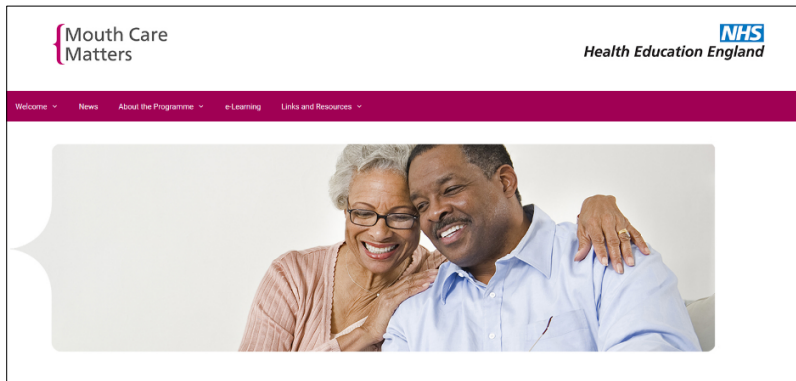 Mouth Care
Matters
NHS
Health Education England
Welcome News About the Programme e-Learning Links and Resources